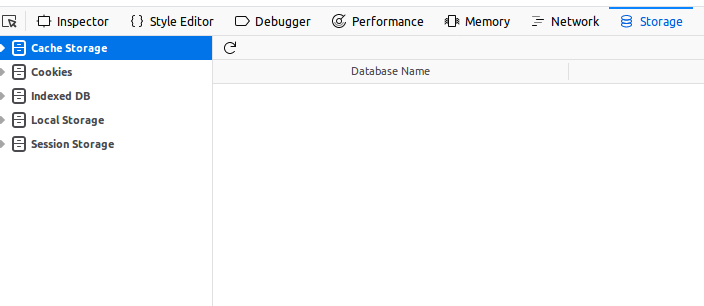 Inspector Style Editor Debugger Performance Memory Network Storage
Cache Storage
Cookies
Database Name
Indexed DB
Local Storage
Session Storage